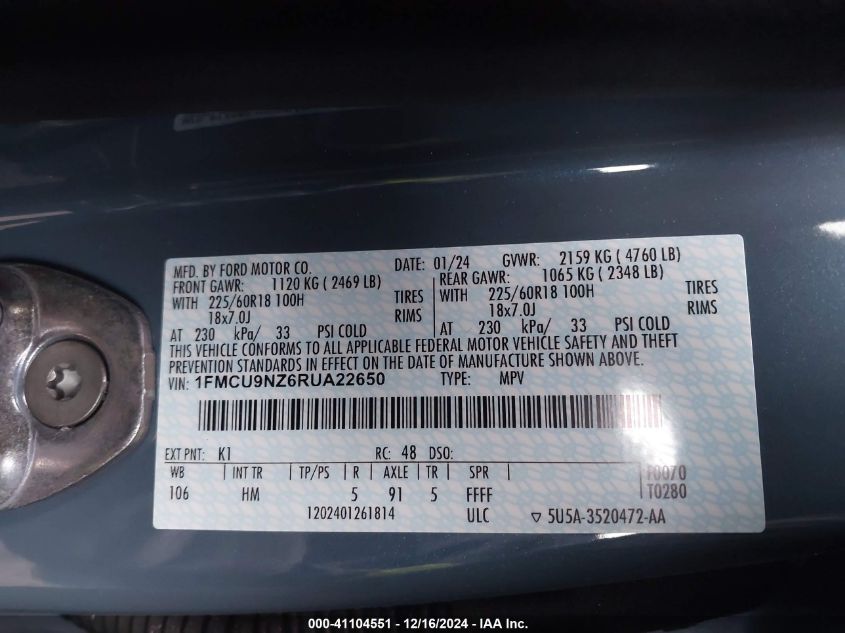 MFD. BY FORD MOTOR CO. DATE: 01/24 GVWR: 2159 KG ( 4760 LB)
FRONT GAWR: 1120 KG ( 2469 LB) REAR GAWR: 1065 KG ( 2348 LB)
WITH 225/60R18 100H TIRES WITH 225/60R18 100H TIRES
18x7.0J RIMS 18x7.0J RIMS
AT 230 kPa/ 33 PSI COLD AT 230 kPa/ 33 PSI COLD
THIS VEHICLE CONFORMS TO ALL APPLICABLE FEDERAL MOTOR VEHICLE SAFETY AND THEFT
PREVENTION STANDARDS IN EFFECT ON THE DATE OF MANUFACTURE SHOWN ABOVE.
VIN: 1FMCU9NZ6RUA22650 TYPE: MPV
EXT PNT: K1 RC: 48 DSO:
WB INT TR TP/PS R AXLE TR SPR F0070
106 HM 5 91 5 FFFF T0280
1202401261814 ULC ▽ 5U5A-3520472-AA
000-41104551 - 12/16/2024 - IAA Inc.